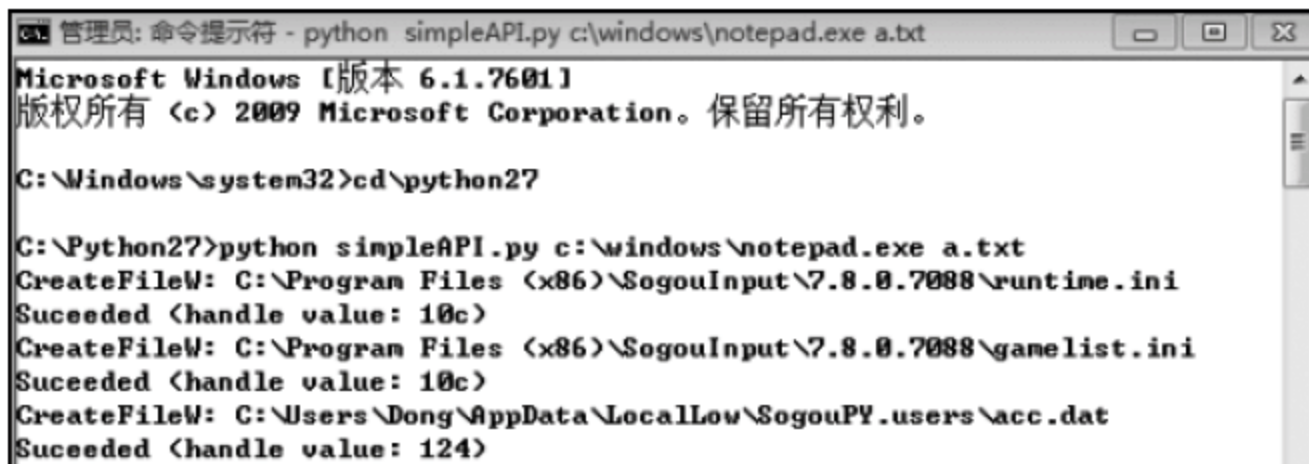 管理员: 命令提示符 - python  simpleAPI.py c:\windows\notepad.exe a.txt
Microsoft Windows [版本 6.1.7601]
版权所有 (c) 2009 Microsoft Corporation。保留所有权利。
C:\Windows\system32>cd\python27
C:\Python27>python simpleAPI.py c:\windows\notepad.exe a.txt
CreateFileW: C:\Program Files (x86)\SogouInput\7.8.0.7088\runtime.ini
Suceeded (handle value: 10c)
CreateFileW: C:\Program Files (x86)\SogouInput\7.8.0.7088\gamelist.ini
Suceeded (handle value: 10c)
CreateFileW: C:\Users\Dong\AppData\LocalLow\SogouPY.users\acc.dat
Suceeded (handle value: 124)